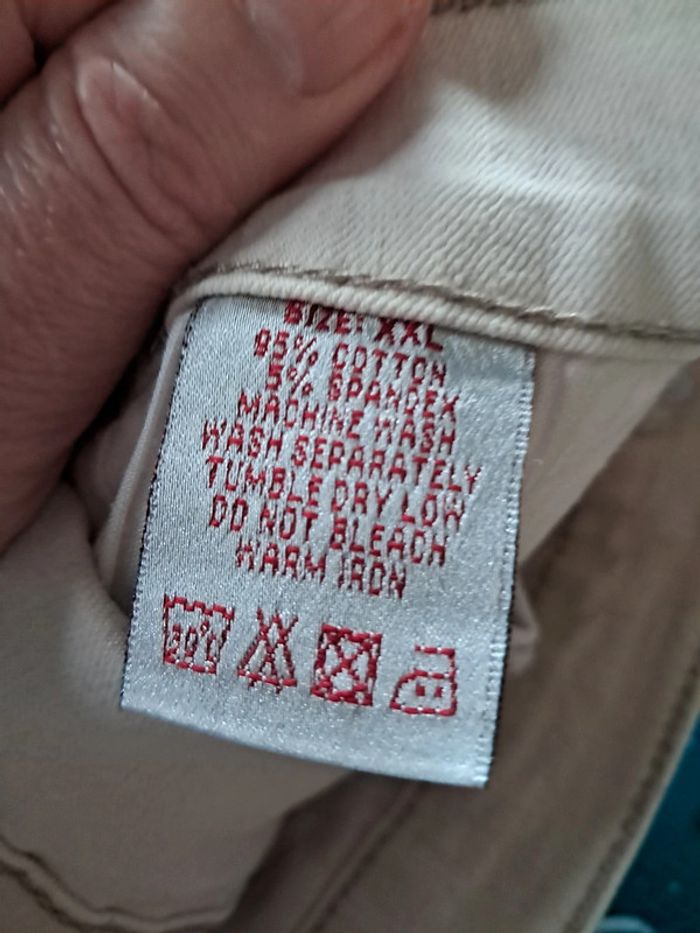 SIZE: XXL
95% COTTON
5% SPANDEX
MACHINE WASH
WASH SEPARATELY
TUMBLE DRY LOW
DO NOT BLEACH
WARM IRON
30°C